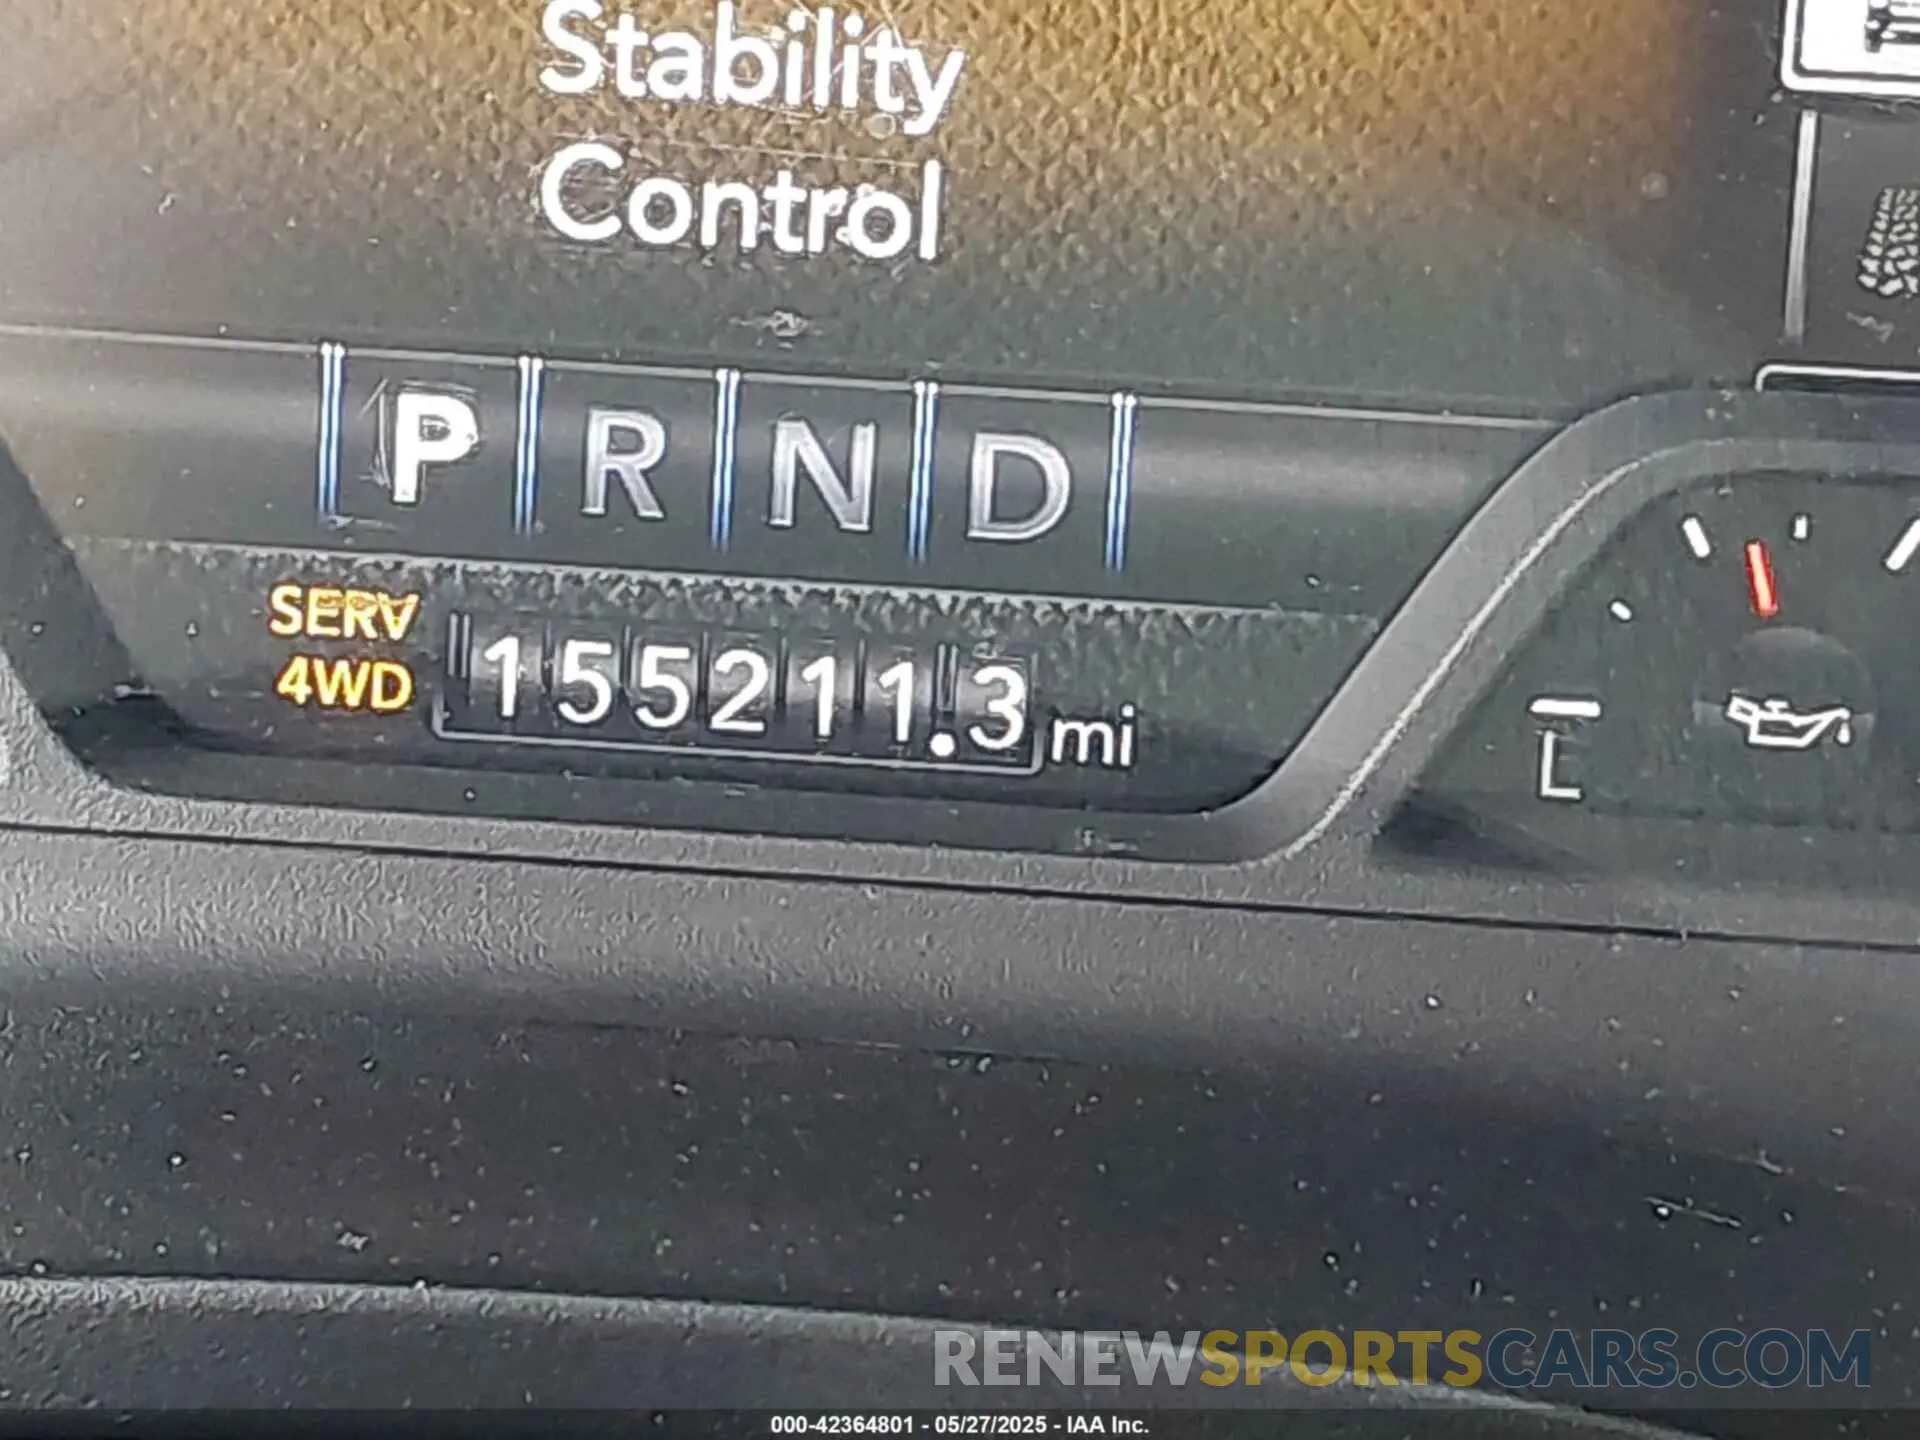 Stability
Control
P R N D
SERV
4WD
155211.3 mi
L
RENEWSPORTSCARS.COM
000-42364801 - 05/27/2025 - IAA Inc.